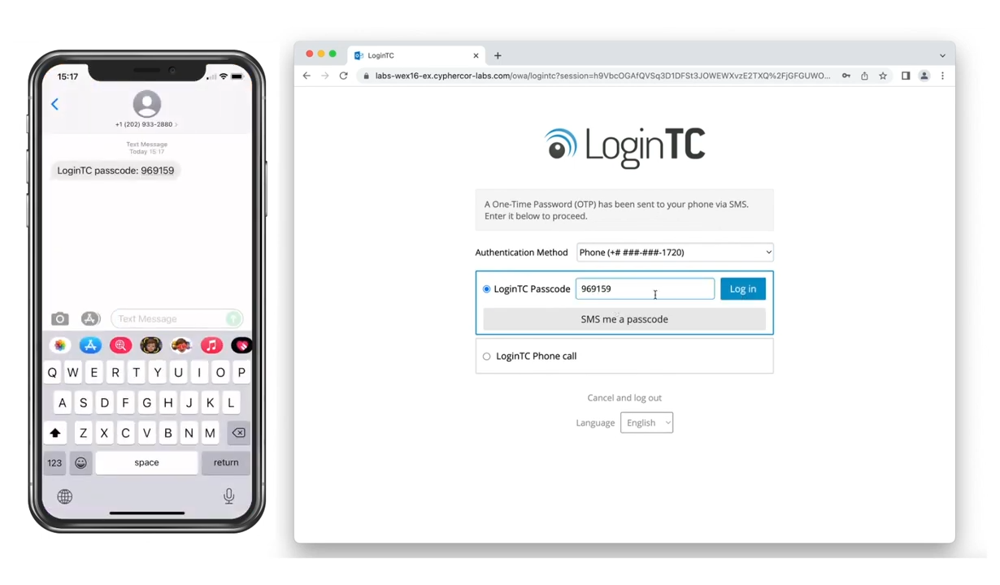 15:17
+1 (202) 933-2880 >
Text Message
Today 15:17
LoginTC passcode: 969159
Text Message
Q W E R T Y U I O P
A S D F G H J K L
Z X C V B N M
123 space return
LoginTC
labs-wex16-ex.cyphercor-labs.com/owa/logintc?session=h9VbcOGAfQVSq3D1DFSt3JOWEWXvzE2TXQ%2FjGFGUWO...
LoginTC
A One-Time Password (OTP) has been sent to your phone via SMS.
Enter it below to proceed.
Authentication Method Phone (+# ###-###-1720)
LoginTC Passcode 969159 Log in
SMS me a passcode
LoginTC Phone call
Cancel and log out
Language English